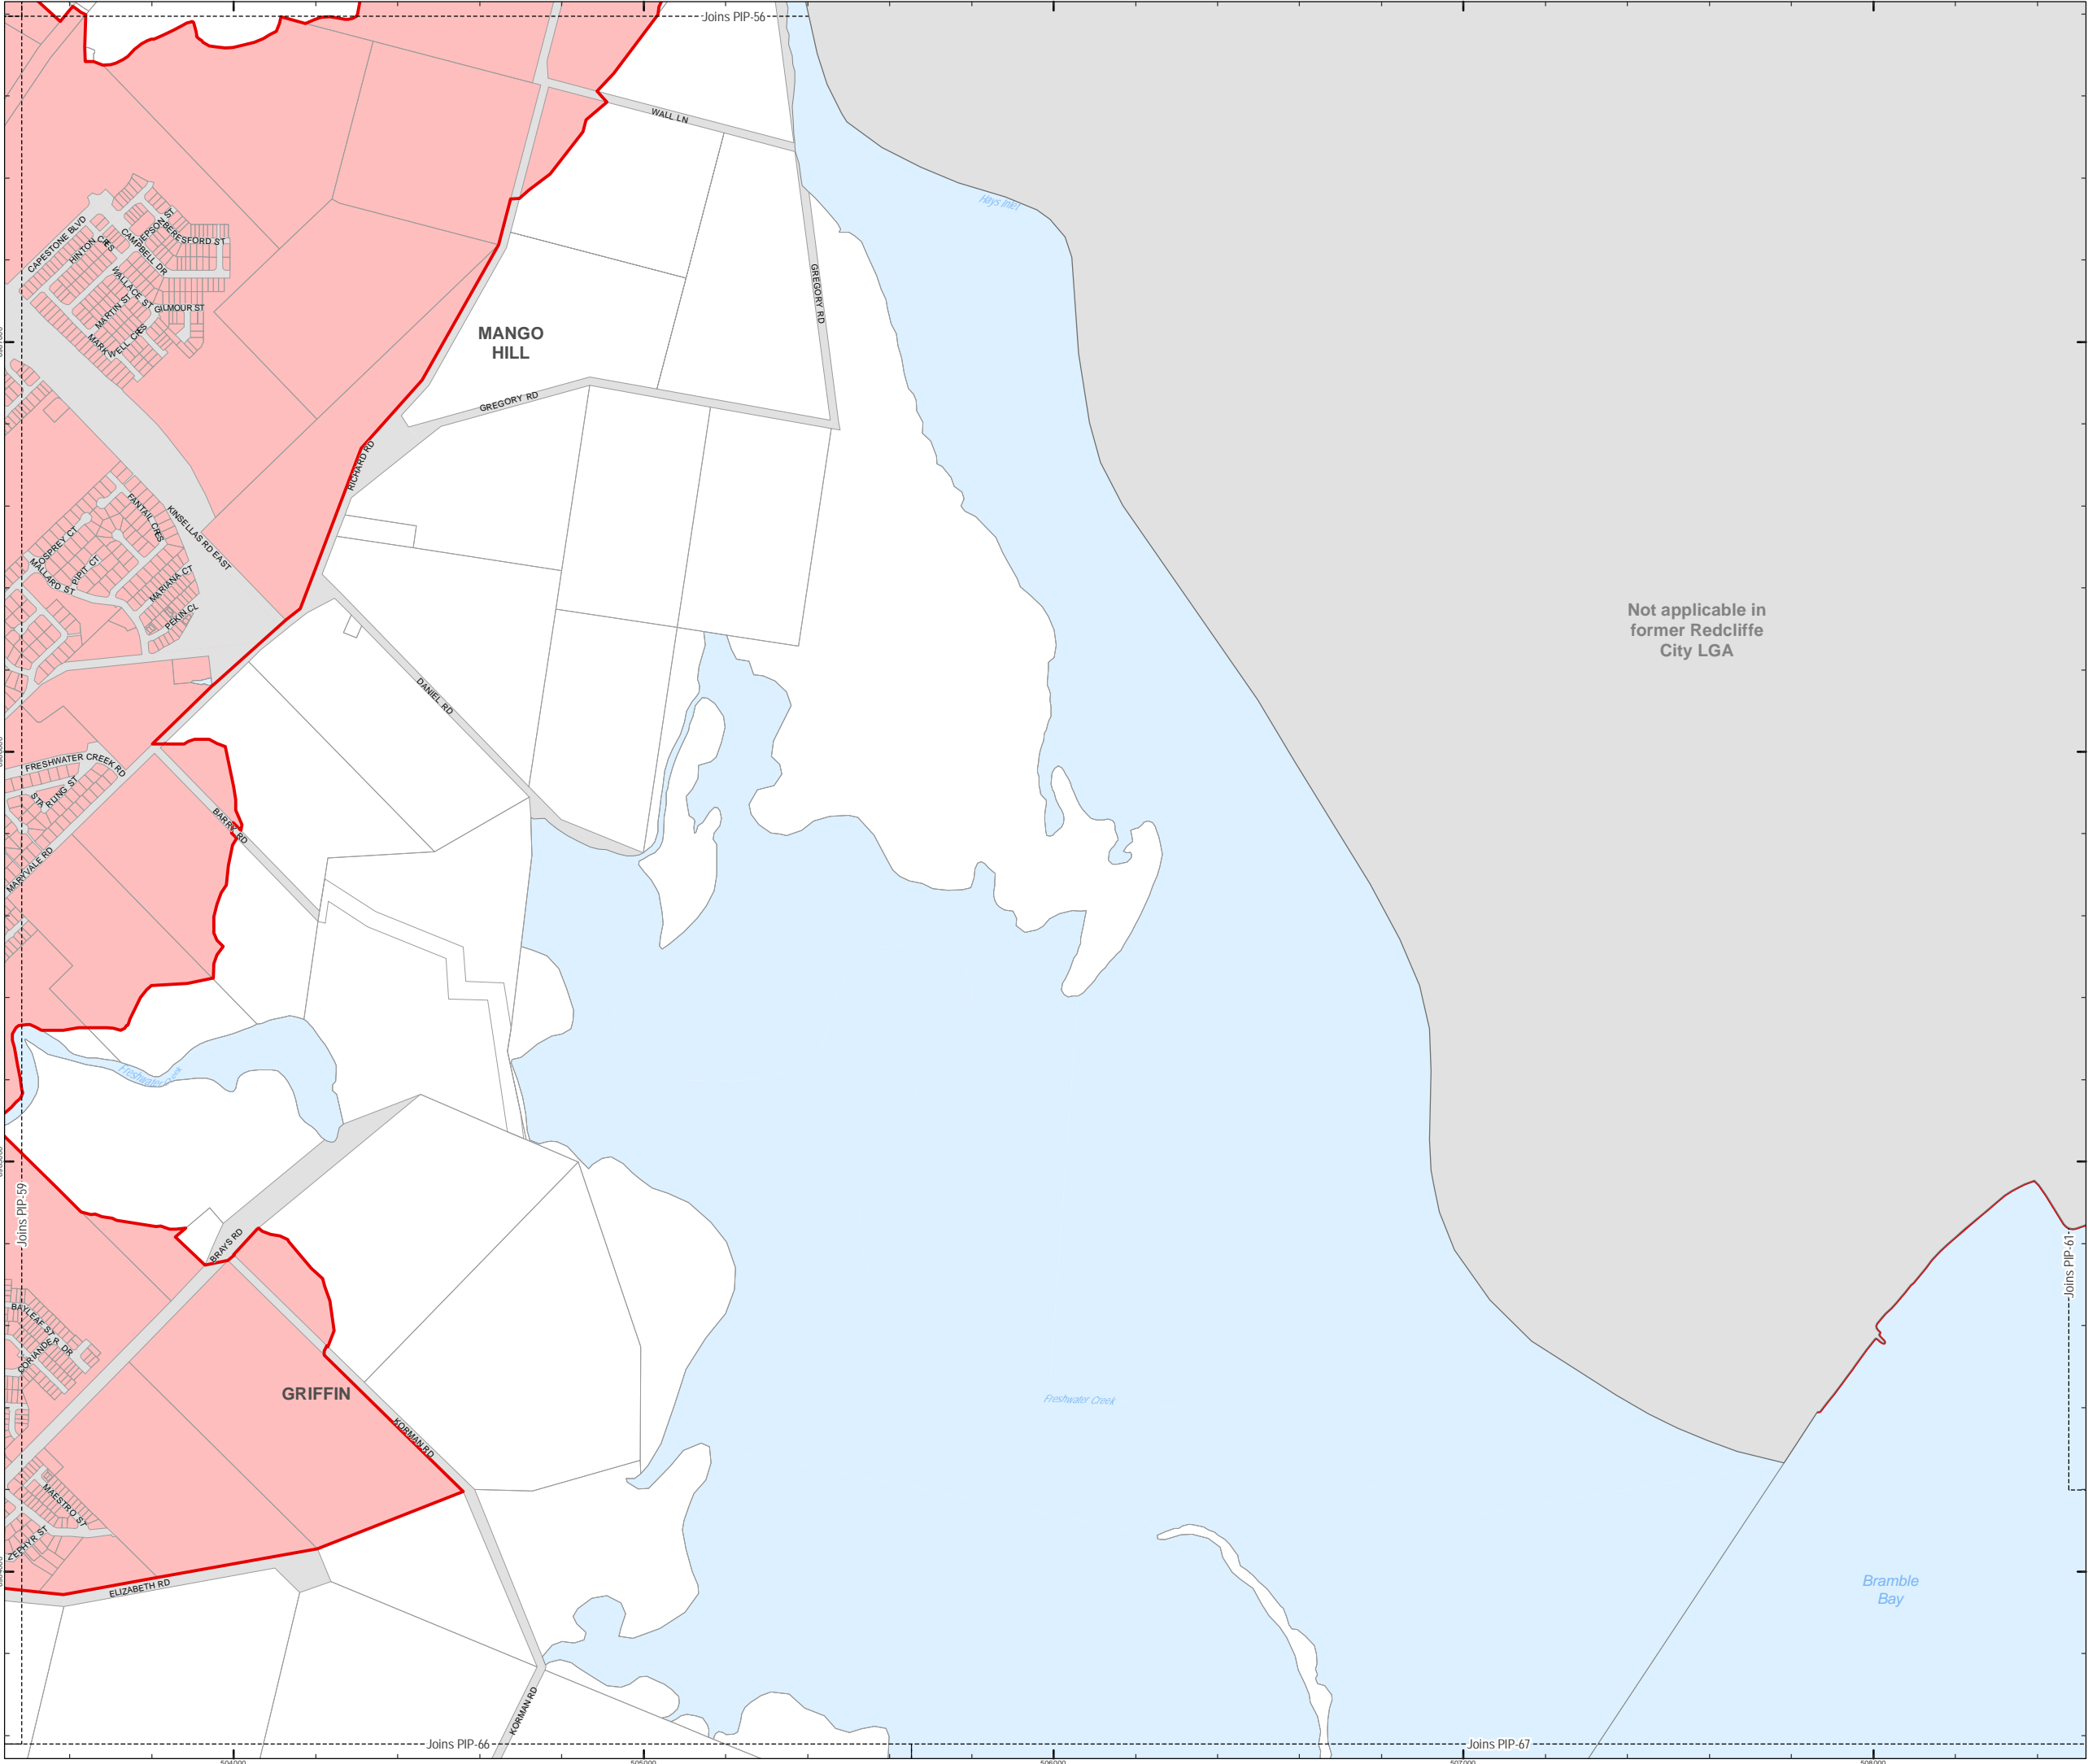 Joins PIP-56
WALL LN
Hays Inlet
CAPESTONE BLVD
HINTON CRES
JEPSON ST
BERESFORD ST
CAMPBELL DR
WALLACE ST
MARTIN ST
GILMOUR ST
MARKWELL CRES
GREGORY RD
MANGO
HILL
GREGORY RD
RICHARD RD
FANTAIL CRES
KINSELLAS RD EAST
OSPREY CT
MALLARD ST
PIPIT CT
MARIANA CT
PEKIN CL
Not applicable in
former Redcliffe
City LGA
DANIEL RD
FRESHWATER CREEK RD
BARRY RD
MARYVALE RD
Freshwater Creek
Joins PIP-59
BRAYS RD
Joins PIP-61
BAYLEAF ST
CORIANDER DR
GRIFFIN
KORMAN RD
Freshwater Creek
MAESTRO ST
ZEPHYR ST
ELIZABETH RD
Bramble
Bay
KORMAN RD
Joins PIP-66
Joins PIP-67